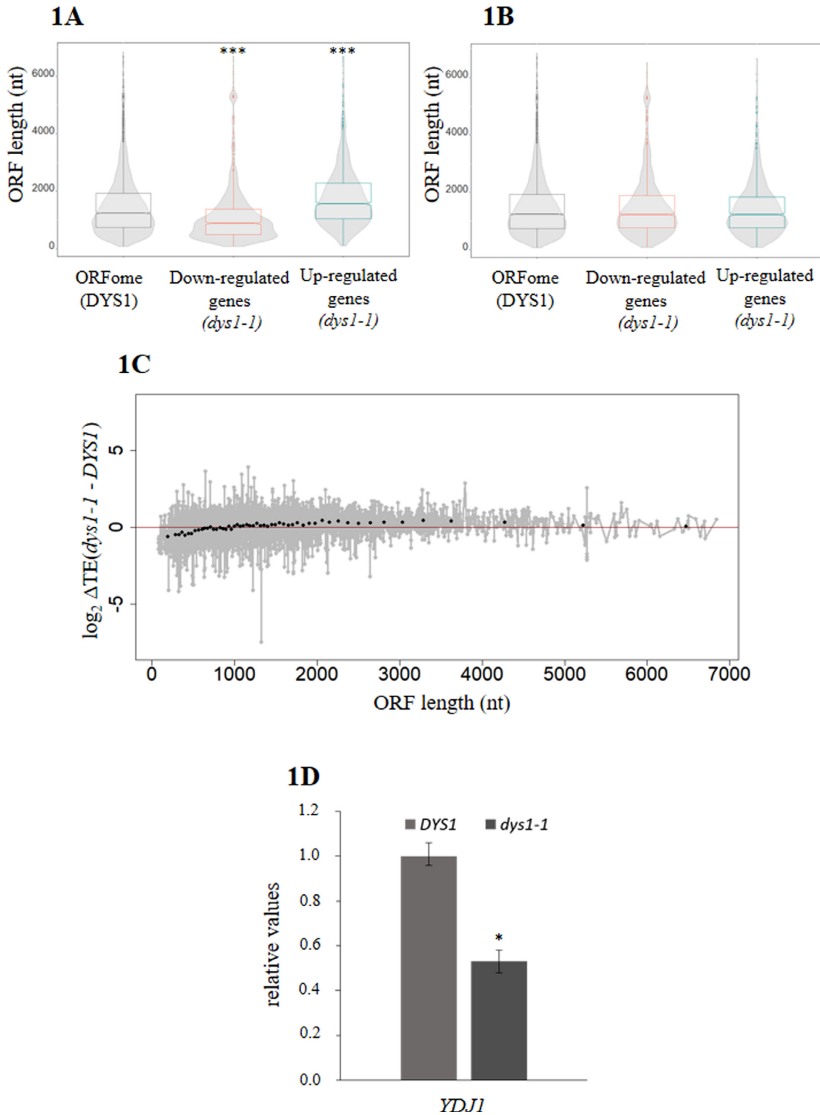 1A
1B
ORF length (nt)
6000
4000
2000
0
***
***
ORFome
(DYS1)
Down-regulated
genes
(dys1-1)
Up-regulated
genes
(dys1-1)
ORF length (nt)
6000
4000
2000
0
ORFome
(DYS1)
Down-regulated
genes
(dys1-1)
Up-regulated
genes
(dys1-1)
1C
log₂ ΔTE(dys1-1 - DYS1)
5
0
-5
0 1000 2000 3000 4000 5000 6000 7000
ORF length (nt)
1D
DYS1 dys1-1
relative values
1.2
1.0
0.8
0.6
0.4
0.2
0.0
*
YDJ1